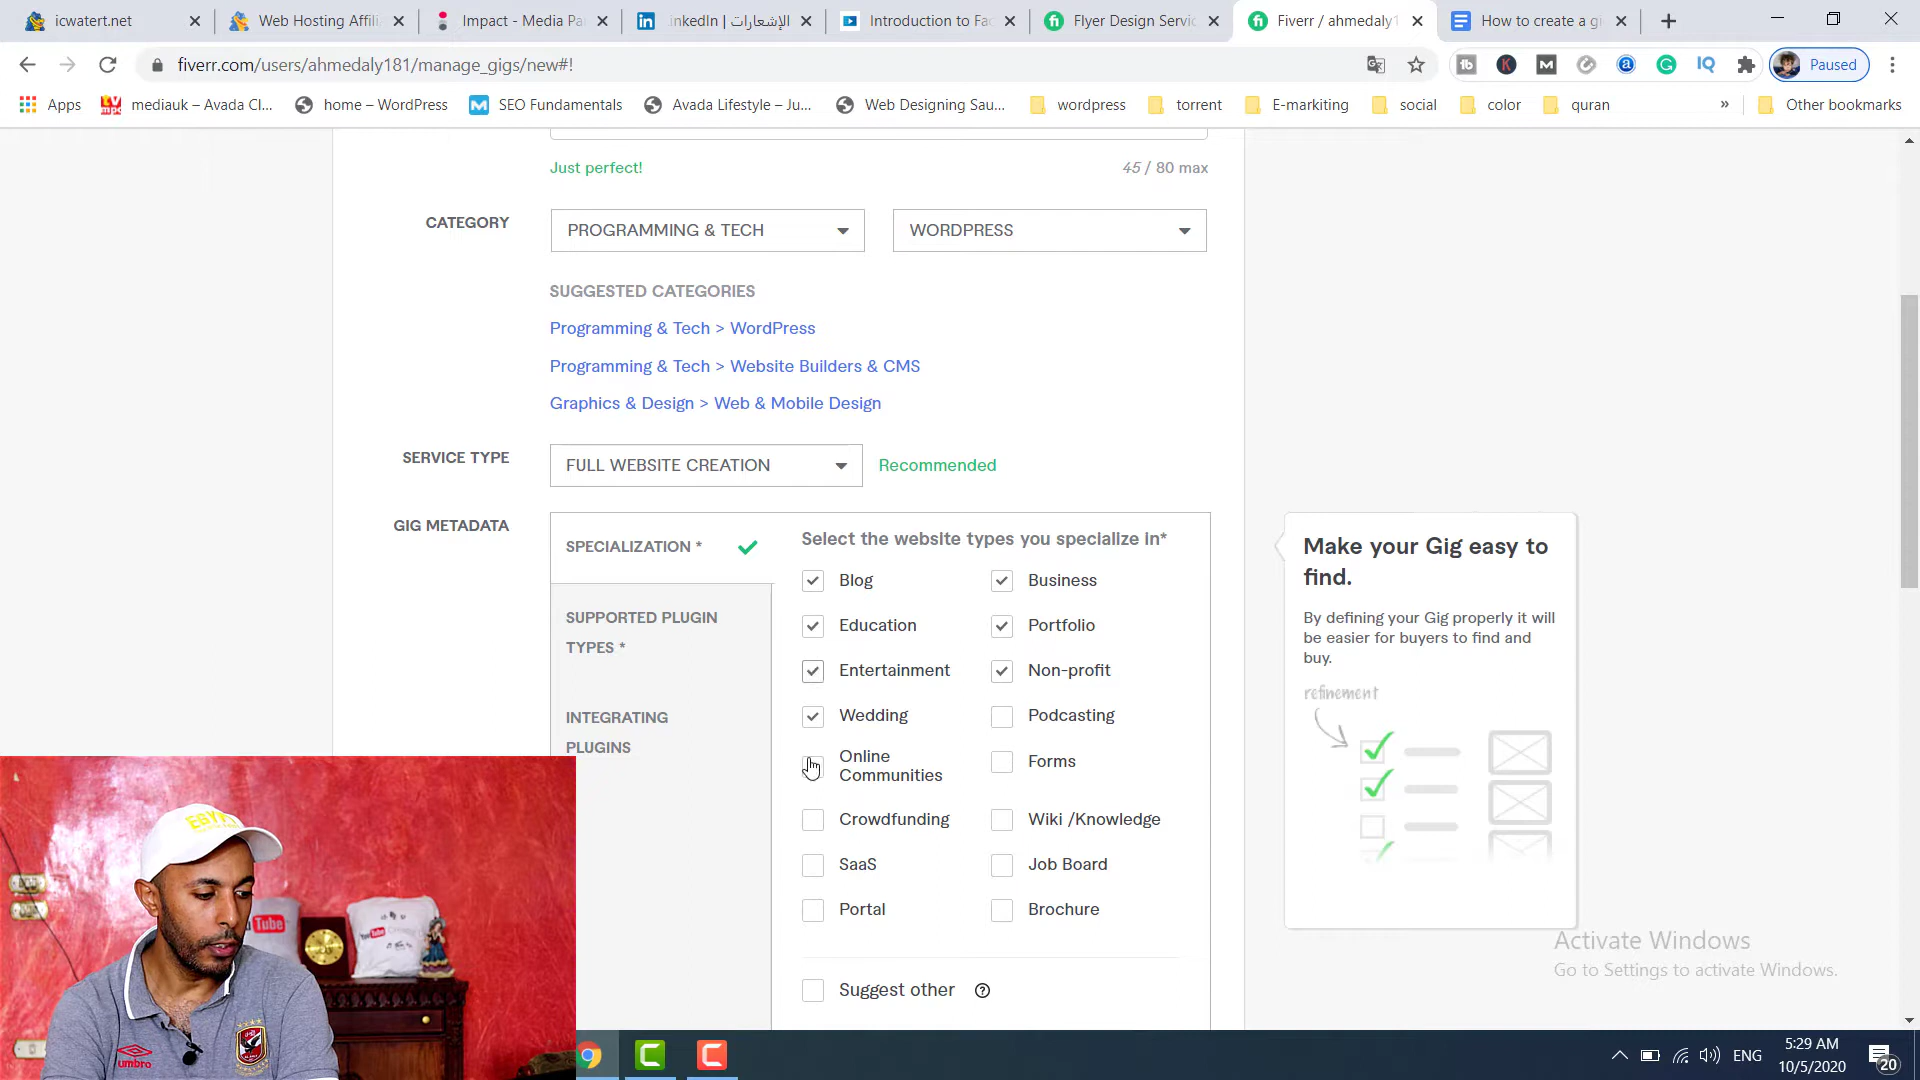 icwatert.net
Web Hosting Affili
Impact - Media Pa
inkedIn | الإشعارات
Introduction to Fac
Flyer Design Servic
Fiverr / ahmedaly1
How to create a gi
fiverr.com/users/ahmedaly181/manage_gigs/new#!
Paused
Apps
mediauk – Avada Cl...
home – WordPress
SEO Fundamentals
Avada Lifestyle – Ju...
Web Designing Sau...
wordpress
torrent
E-markiting
social
color
quran
»
Other bookmarks
Just perfect!
45 / 80 max
CATEGORY
PROGRAMMING & TECH
WORDPRESS
SUGGESTED CATEGORIES
Programming & Tech > WordPress
Programming & Tech > Website Builders & CMS
Graphics & Design > Web & Mobile Design
SERVICE TYPE
FULL WEBSITE CREATION
Recommended
GIG METADATA
SPECIALIZATION *
SUPPORTED PLUGIN
TYPES *
INTEGRATING
PLUGINS
Select the website types you specialize in*
Blog
Business
Education
Portfolio
Entertainment
Non-profit
Wedding
Podcasting
Online
Communities
Forms
Crowdfunding
Wiki /Knowledge
SaaS
Job Board
Portal
Brochure
Suggest other
Make your Gig easy to
find.
By defining your Gig properly it will
be easier for buyers to find and
buy.
refinement
Activate Windows
Go to Settings to activate Windows.
EGYPT
Tube
umbro
ENG
5:29 AM
10/5/2020
20